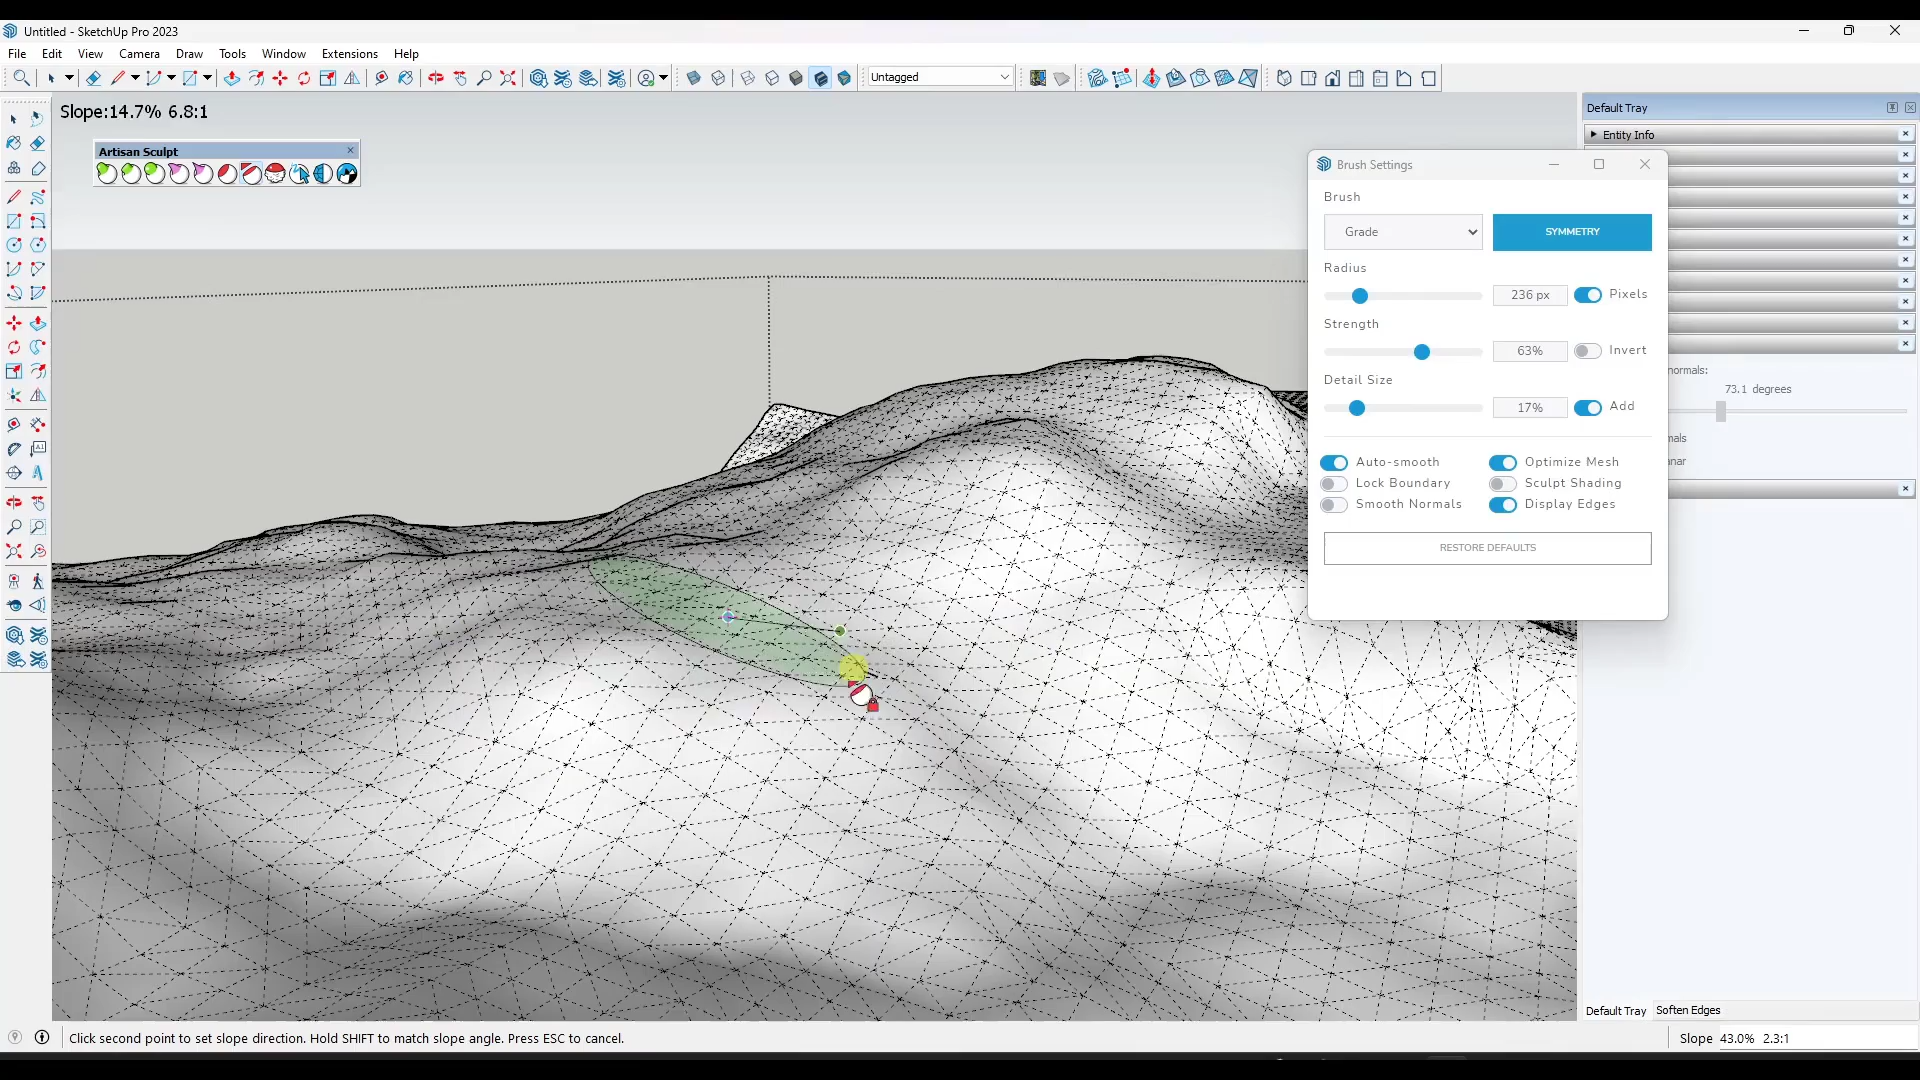 Untitled - SketchUp Pro 2023
File Edit View Camera Draw Tools Window Extensions Help
Untagged
Slope:14.7% 6.8:1
Default Tray
Entity Info
Artisan Sculpt
Brush Settings
Brush
Grade
SYMMETRY
Radius
236 px
Pixels
Strength
63%
Invert
Detail Size
17%
Add
Auto-smooth
Optimize Mesh
Lock Boundary
Sculpt Shading
Smooth Normals
Display Edges
RESTORE DEFAULTS
normals:
73.1 degrees
Default Tray
Soften Edges
Click second point to set slope direction. Hold SHIFT to match slope angle. Press ESC to cancel.
Slope 43.0% 2.3:1